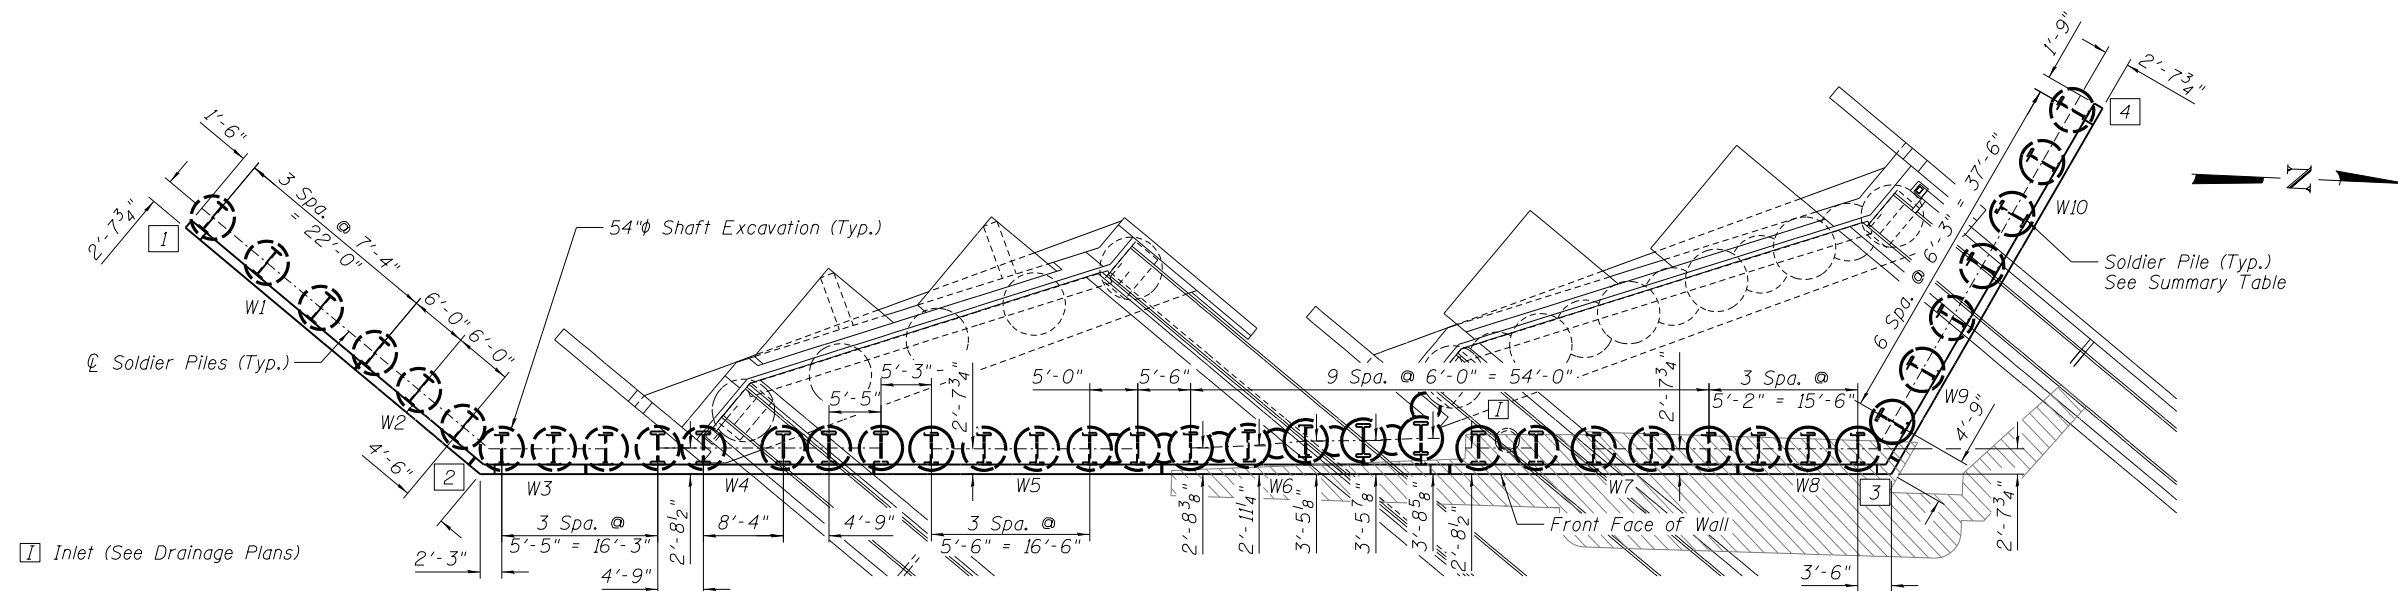 1'-6"
3 Spa. @ 7'-4"
= 22'-0"
2'-7¾"
1
W1
℄ Soldier Piles (Typ.)
6'-0"
6'-0"
W2
4'-6"
2
54"ϕ Shaft Excavation (Typ.)
W3
3 Spa. @
5'-5" = 16'-3"
2'-3"
4'-9"
2'-8½"
W4
8'-4"
4'-9"
5'-5"
5'-3"
2'-7¾"
W5
3 Spa. @
5'-6" = 16'-6"
5'-0"
5'-6"
9 Spa. @ 6'-0" = 54'-0"
2'-8⅜"
2'-11¼"
W6
3'-5⅛"
3'-5⅞"
3'-8⅝"
2'-8½"
I
Front Face of Wall
2'-7¾"
W7
3 Spa. @
5'-2" = 15'-6"
W8
3
3'-6"
2'-7¾"
4'-9"
W9
6 Spa. @ 6'-3" = 37'-6"
W10
Soldier Pile (Typ.)
See Summary Table
1'-9"
2'-7¾"
4
N
I Inlet (See Drainage Plans)